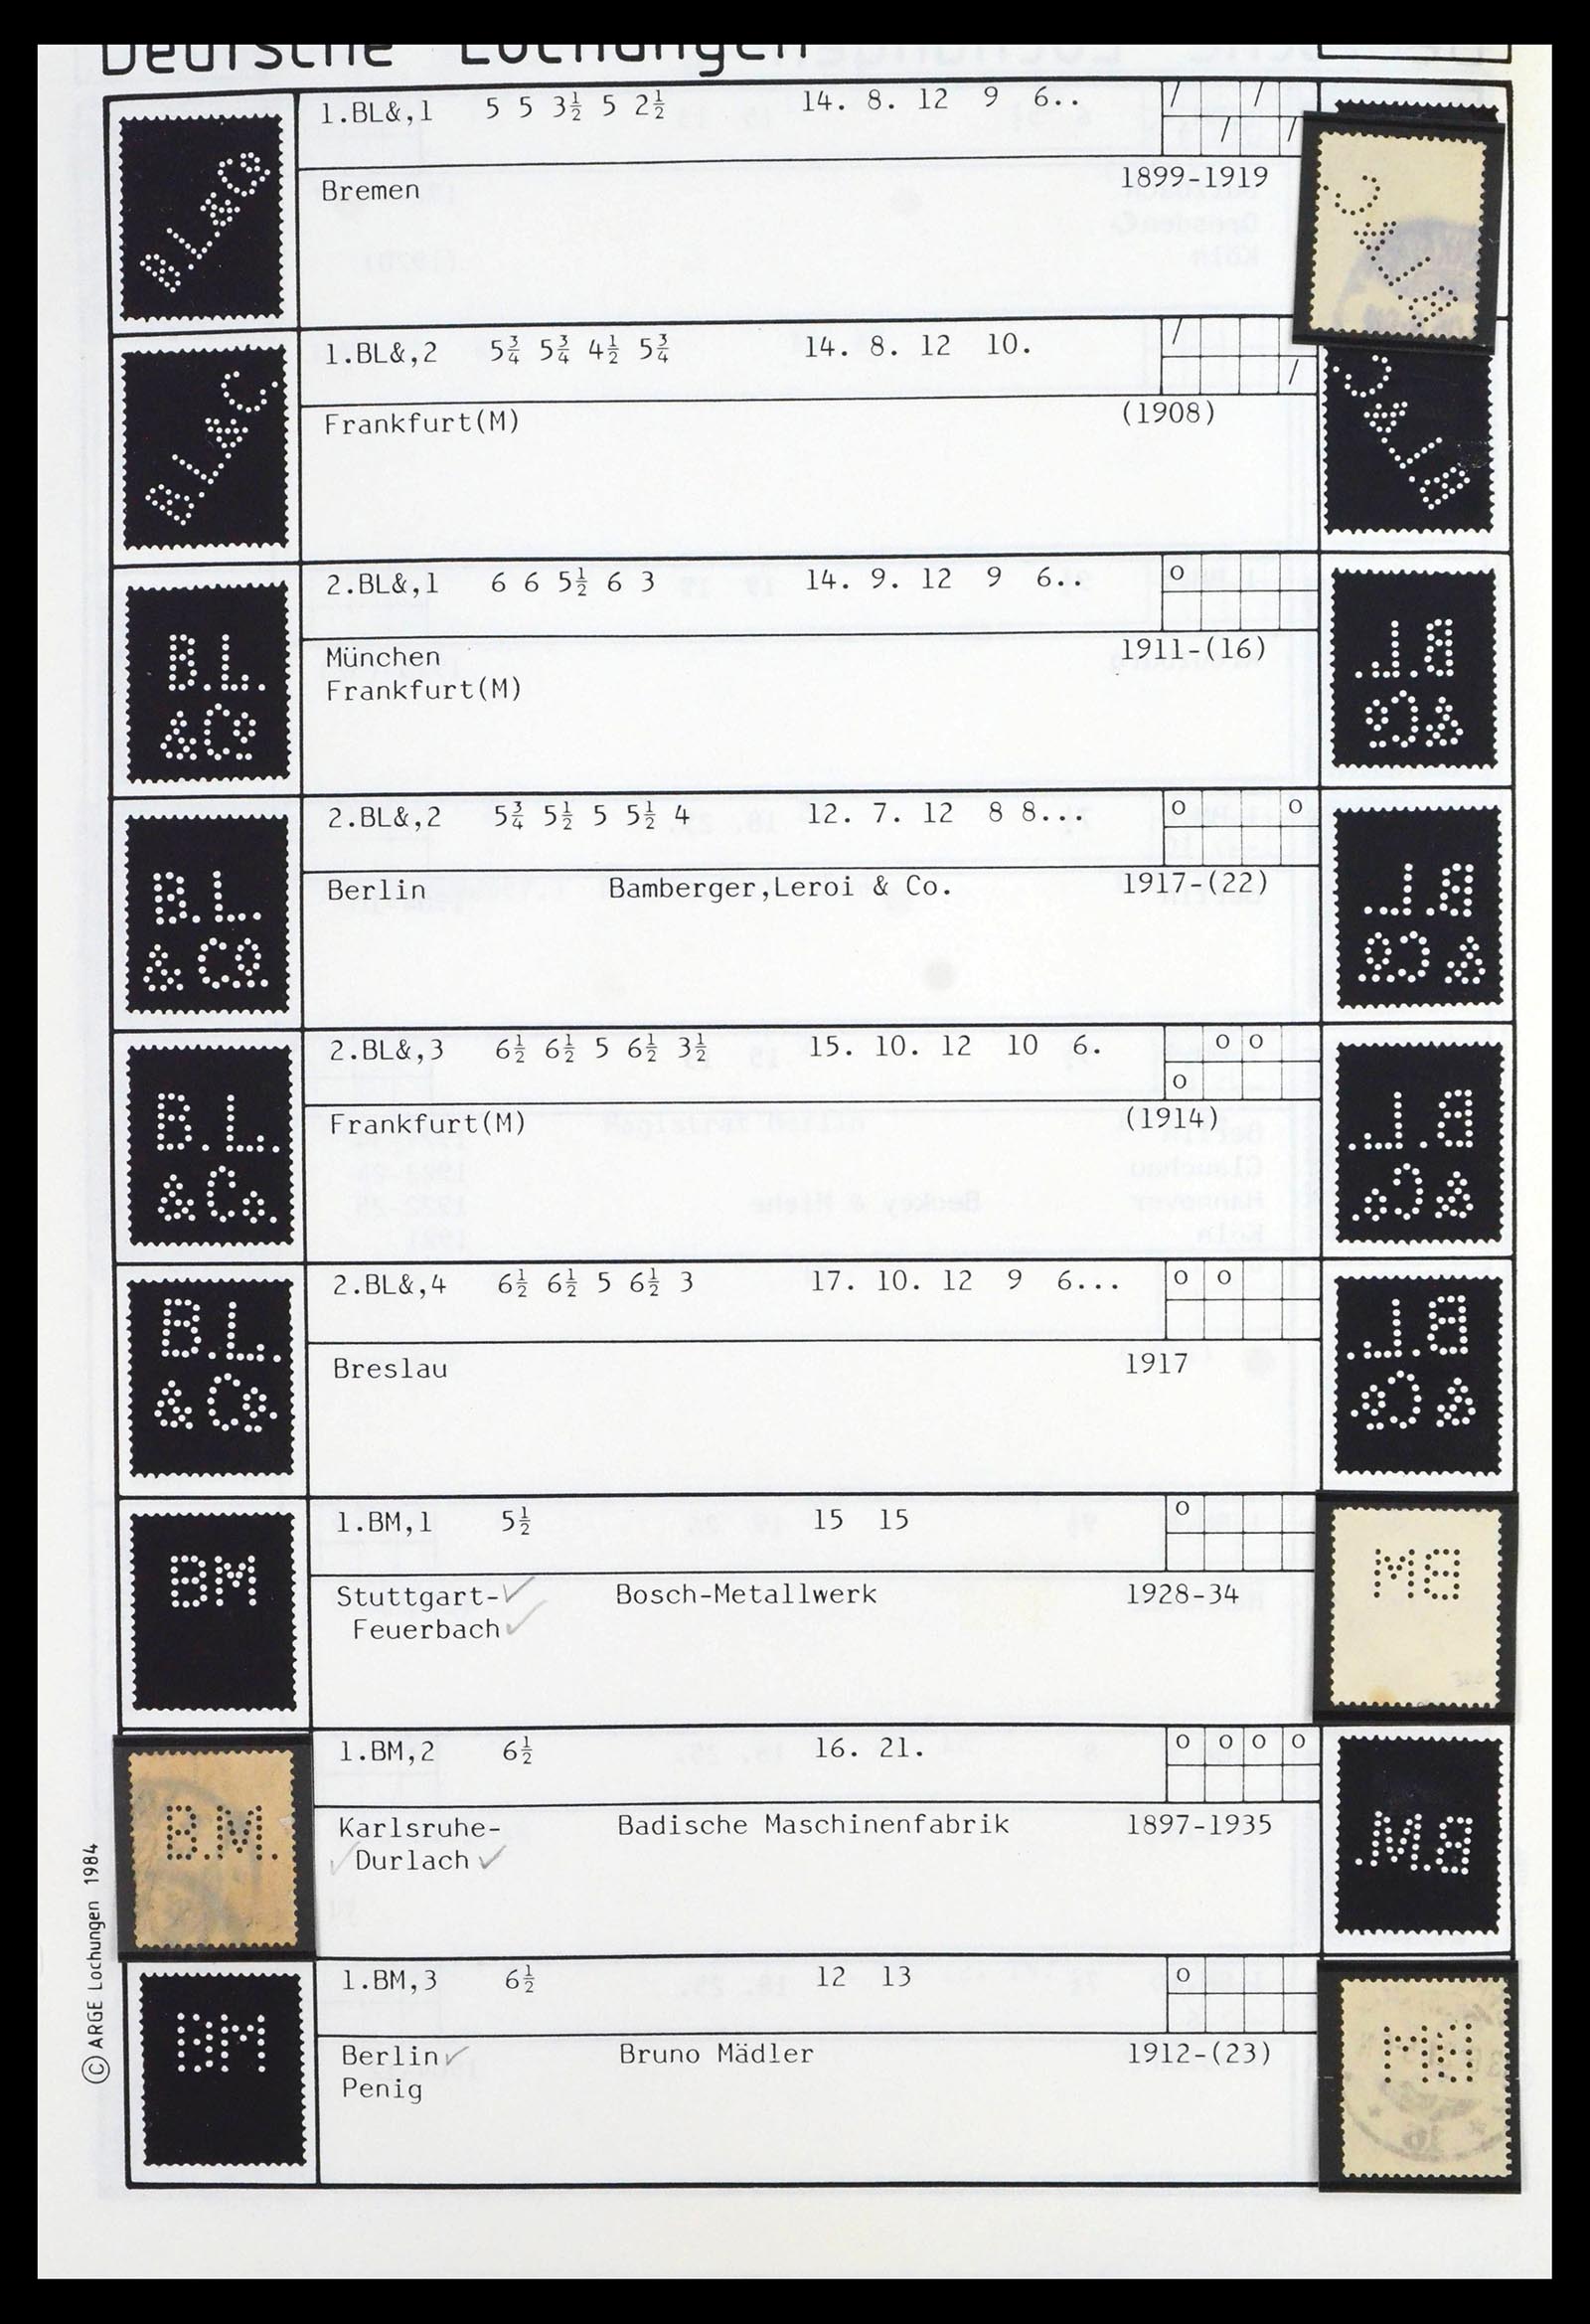 Deutsche Lochungen
1.BL&,1 5 5 3½ 5 2½ 14. 8. 12 9 6..
Bremen 1899-1919
1.BL&,2 5¾ 5¾ 4½ 5¾ 14. 8. 12 10.
Frankfurt(M) (1908)
2.BL&,1 6 6 5½ 6 3 14. 9. 12 9 6..
München 1911-(16)
Frankfurt(M)
B.L.
&Co
2.BL&,2 5¾ 5½ 5 5½ 4 12. 7. 12 8 8...
Berlin Bamberger,Leroi & Co. 1917-(22)
B.L.
&Co
2.BL&,3 6½ 6½ 5 6½ 3½ 15. 10. 12 10 6.
Frankfurt(M) (1914)
B.L.
&Co.
2.BL&,4 6½ 6½ 5 6½ 3 17. 10. 12 9 6...
Breslau 1917
B.L.
&Co.
1.BM,1 5½ 15 15
Stuttgart- Bosch-Metallwerk 1928-34
Feuerbach
BM
1.BM,2 6½ 16. 21.
Karlsruhe- Badische Maschinenfabrik 1897-1935
Durlach
B.M.
1.BM,3 6½ 12 13
Berlin Bruno Mädler 1912-(23)
Penig
BM
© ARGE Lochungen 1984